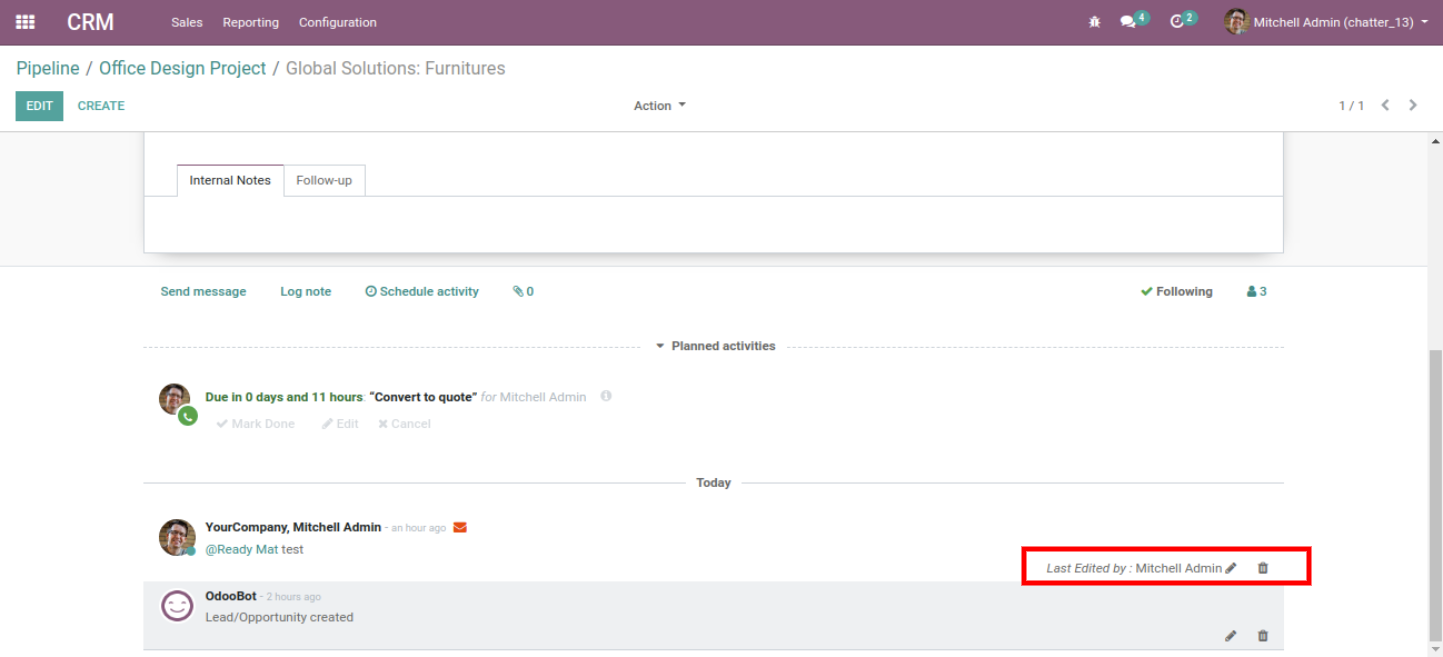 CRM Sales Reporting Configuration 4 2 Mitchell Admin (chatter_13)
Pipeline / Office Design Project / Global Solutions: Furnitures
EDIT CREATE Action 1 / 1
Internal Notes Follow-up
Send message Log note Schedule activity 0 Following 3
Planned activities
Due in 0 days and 11 hours: "Convert to quote" for Mitchell Admin
Mark Done Edit Cancel
Today
YourCompany, Mitchell Admin - an hour ago
@Ready Mat test
Last Edited by : Mitchell Admin
OdooBot - 2 hours ago
Lead/Opportunity created